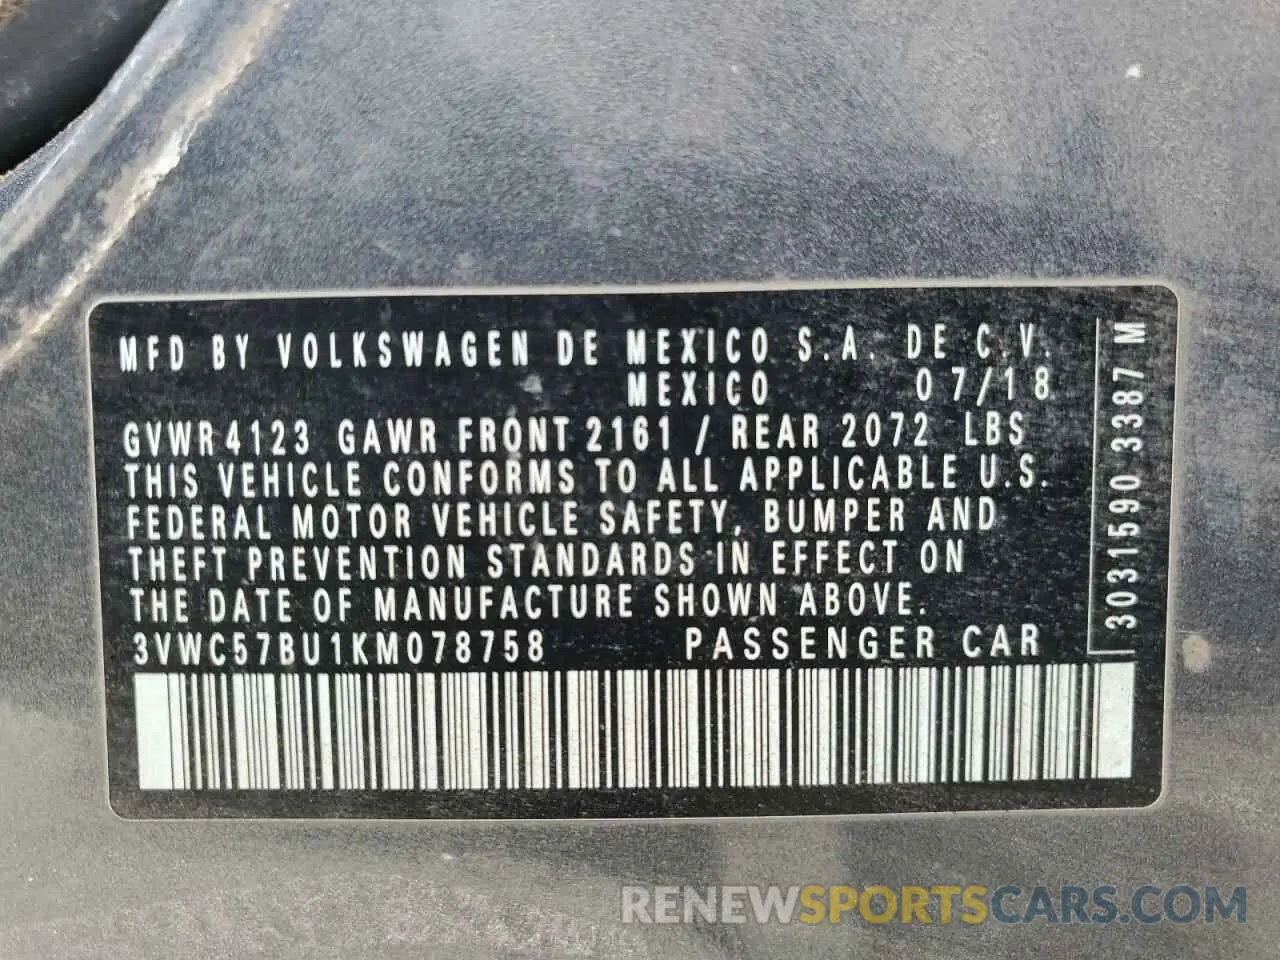 MFD BY VOLKSWAGEN DE MEXICO S.A. DE C.V.
MEXICO 07/18
GVWR 4123 GAWR FRONT 2161 / REAR 2072 LBS
THIS VEHICLE CONFORMS TO ALL APPLICABLE U.S.
FEDERAL MOTOR VEHICLE SAFETY, BUMPER AND
THEFT PREVENTION STANDARDS IN EFFECT ON
THE DATE OF MANUFACTURE SHOWN ABOVE.
3VWC57BU1KM078758 PASSENGER CAR
3031590 3387 M
RENEWSPORTSCARS.COM